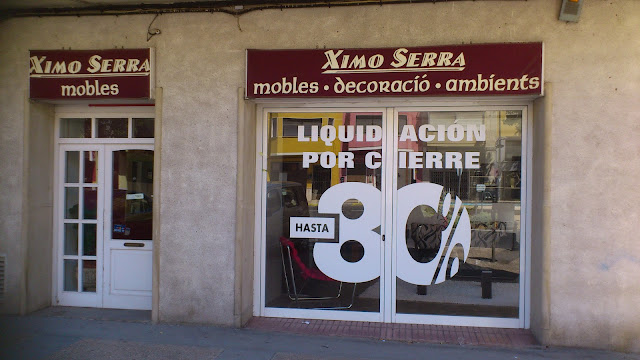 XIMO SERRA
mobles
XIMO SERRA
mobles · decoració · ambients
LIQUIDACIÓN
POR CIERRE
HASTA
80%